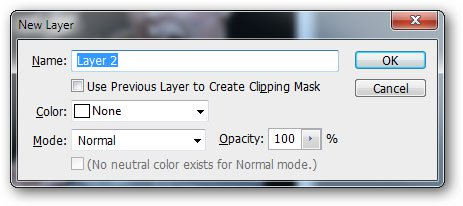 New Layer
Name: Layer 2
OK
Use Previous Layer to Create Clipping Mask
Cancel
Color: None
Mode: Normal Opacity: 100 %
(No neutral color exists for Normal mode.)